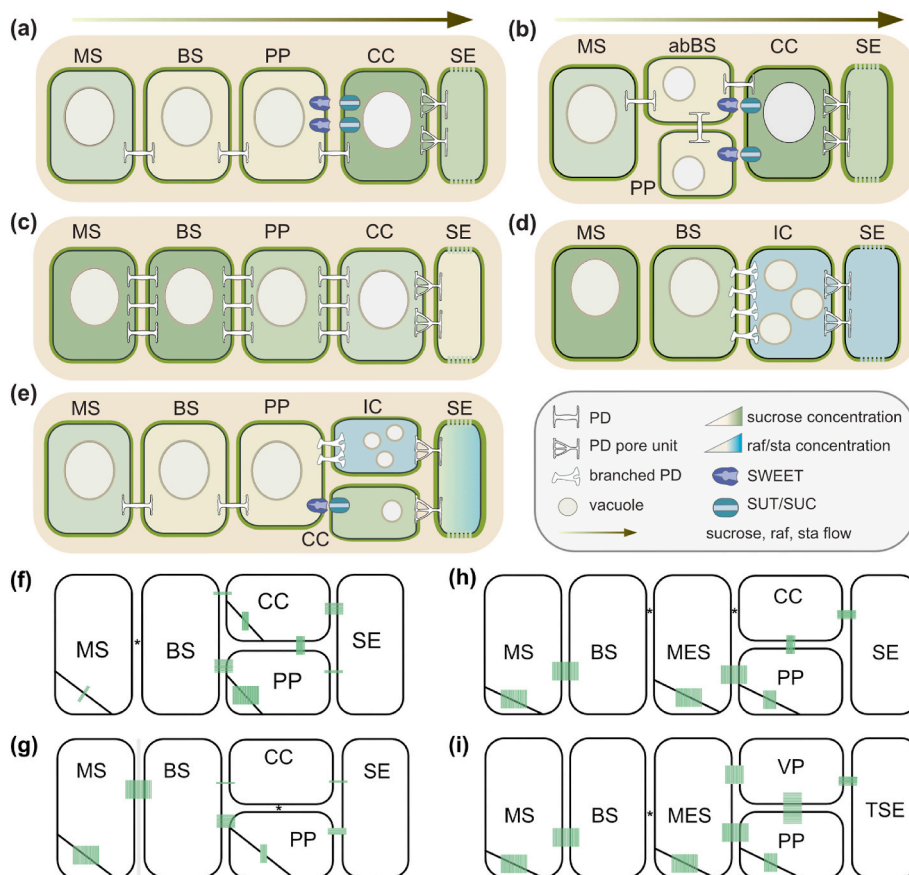 (a)
MS BS PP CC SE
(b)
MS abBS CC SE
PP
(c)
MS BS PP CC SE
(d)
MS BS IC SE
(e)
MS BS PP IC SE
CC
PD
PD pore unit
branched PD
vacuole
sucrose concentration
raf/sta concentration
SWEET
SUT/SUC
sucrose, raf, sta flow
(f)
MS * BS CC SE
PP
(h)
MS BS * MES * CC SE
PP
(g)
MS BS CC SE
*
PP
(i)
MS BS * MES VP TSE
PP